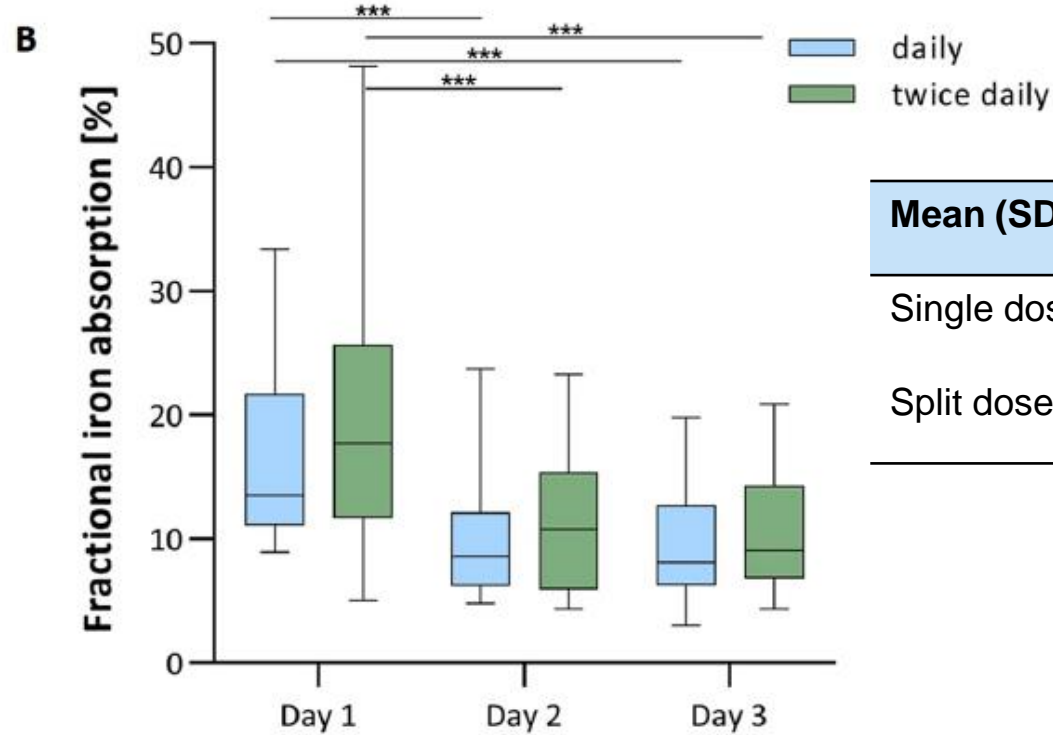 B
***
***
***
***
Fractional iron absorption [%]
50
40
30
20
10
0
Day 1
Day 2
Day 3
daily
twice daily
Mean (SD
Single dos
Split dose